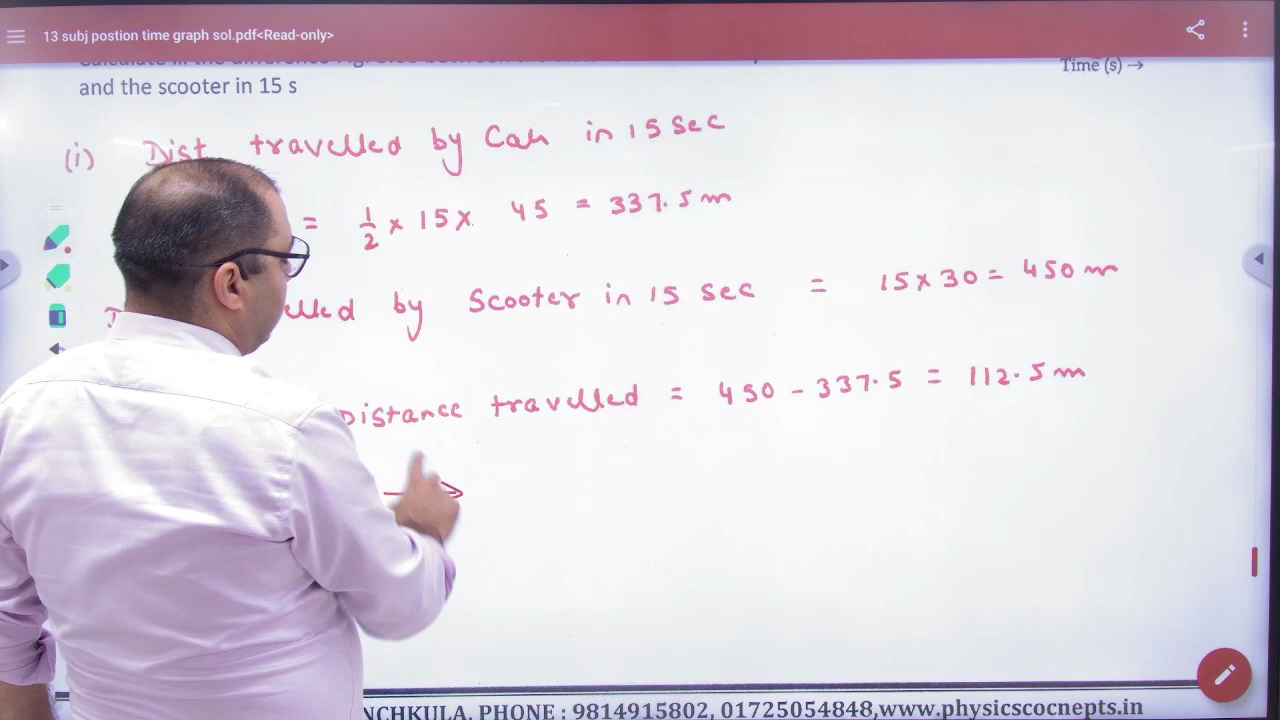 13 subj postion time graph sol.pdf<Read-only>
Time (s) →
and the scooter in 15 s
(i) Dist travelled by Car in 15 sec
= 1/2 × 15 × 45 = 337.5 m
by Scooter in 15 sec = 15 × 30 = 450 m
Distance travelled = 450 - 337.5 = 112.5 m
NCHKULA, PHONE : 9814915802, 01725054848,www.physicscocnepts.in